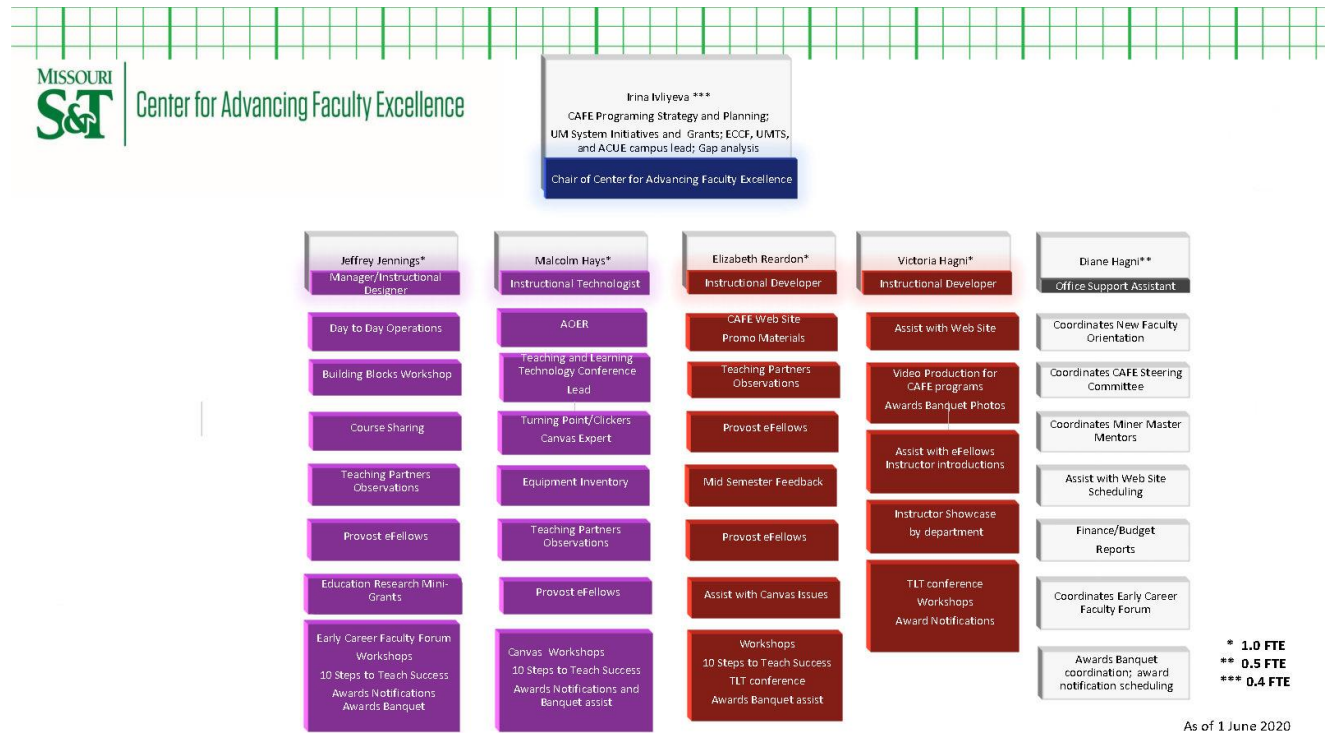 MISSOURI
S&T
Center for Advancing Faculty Excellence
Irina Ivliyeva ***
CAFE Programing Strategy and Planning;
UM System Initiatives and Grants; ECCF, UMTS,
and ACUE campus lead; Gap analysis
Chair of Center for Advancing Faculty Excellence
Jeffrey Jennings*
Manager/Instructional
Designer
Day to Day Operations
Building Blocks Workshop
Course Sharing
Teaching Partners
Observations
Provost eFellows
Education Research Mini-
Grants
Early Career Faculty Forum
Workshops
10 Steps to Teach Success
Awards Notifications
Awards Banquet
Malcolm Hays*
Instructional Technologist
AOER
Teaching and Learning
Technology Conference
Lead
Turning Point/Clickers
Canvas Expert
Equipment Inventory
Teaching Partners
Observations
Provost eFellows
Canvas Workshops
10 Steps to Teach Success
Awards Notifications and
Banquet assist
Elizabeth Reardon*
Instructional Developer
CAFE Web Site
Promo Materials
Teaching Partners
Observations
Provost eFellows
Mid Semester Feedback
Provost eFellows
Assist with Canvas Issues
Workshops
10 Steps to Teach Success
TLT conference
Awards Banquet assist
Victoria Hagni*
Instructional Developer
Assist with Web Site
Video Production for
CAFE programs
Awards Banquet Photos
Assist with eFellows
Instructor introductions
Instructor Showcase
by department
TLT conference
Workshops
Award Notifications
Diane Hagni**
Office Support Assistant
Coordinates New Faculty
Orientation
Coordinates CAFE Steering
Committee
Coordinates Miner Master
Mentors
Assist with Web Site
Scheduling
Finance/Budget
Reports
Coordinates Early Career
Faculty Forum
Awards Banquet
coordination; award
notification scheduling
* 1.0 FTE
** 0.5 FTE
*** 0.4 FTE
As of 1 June 2020